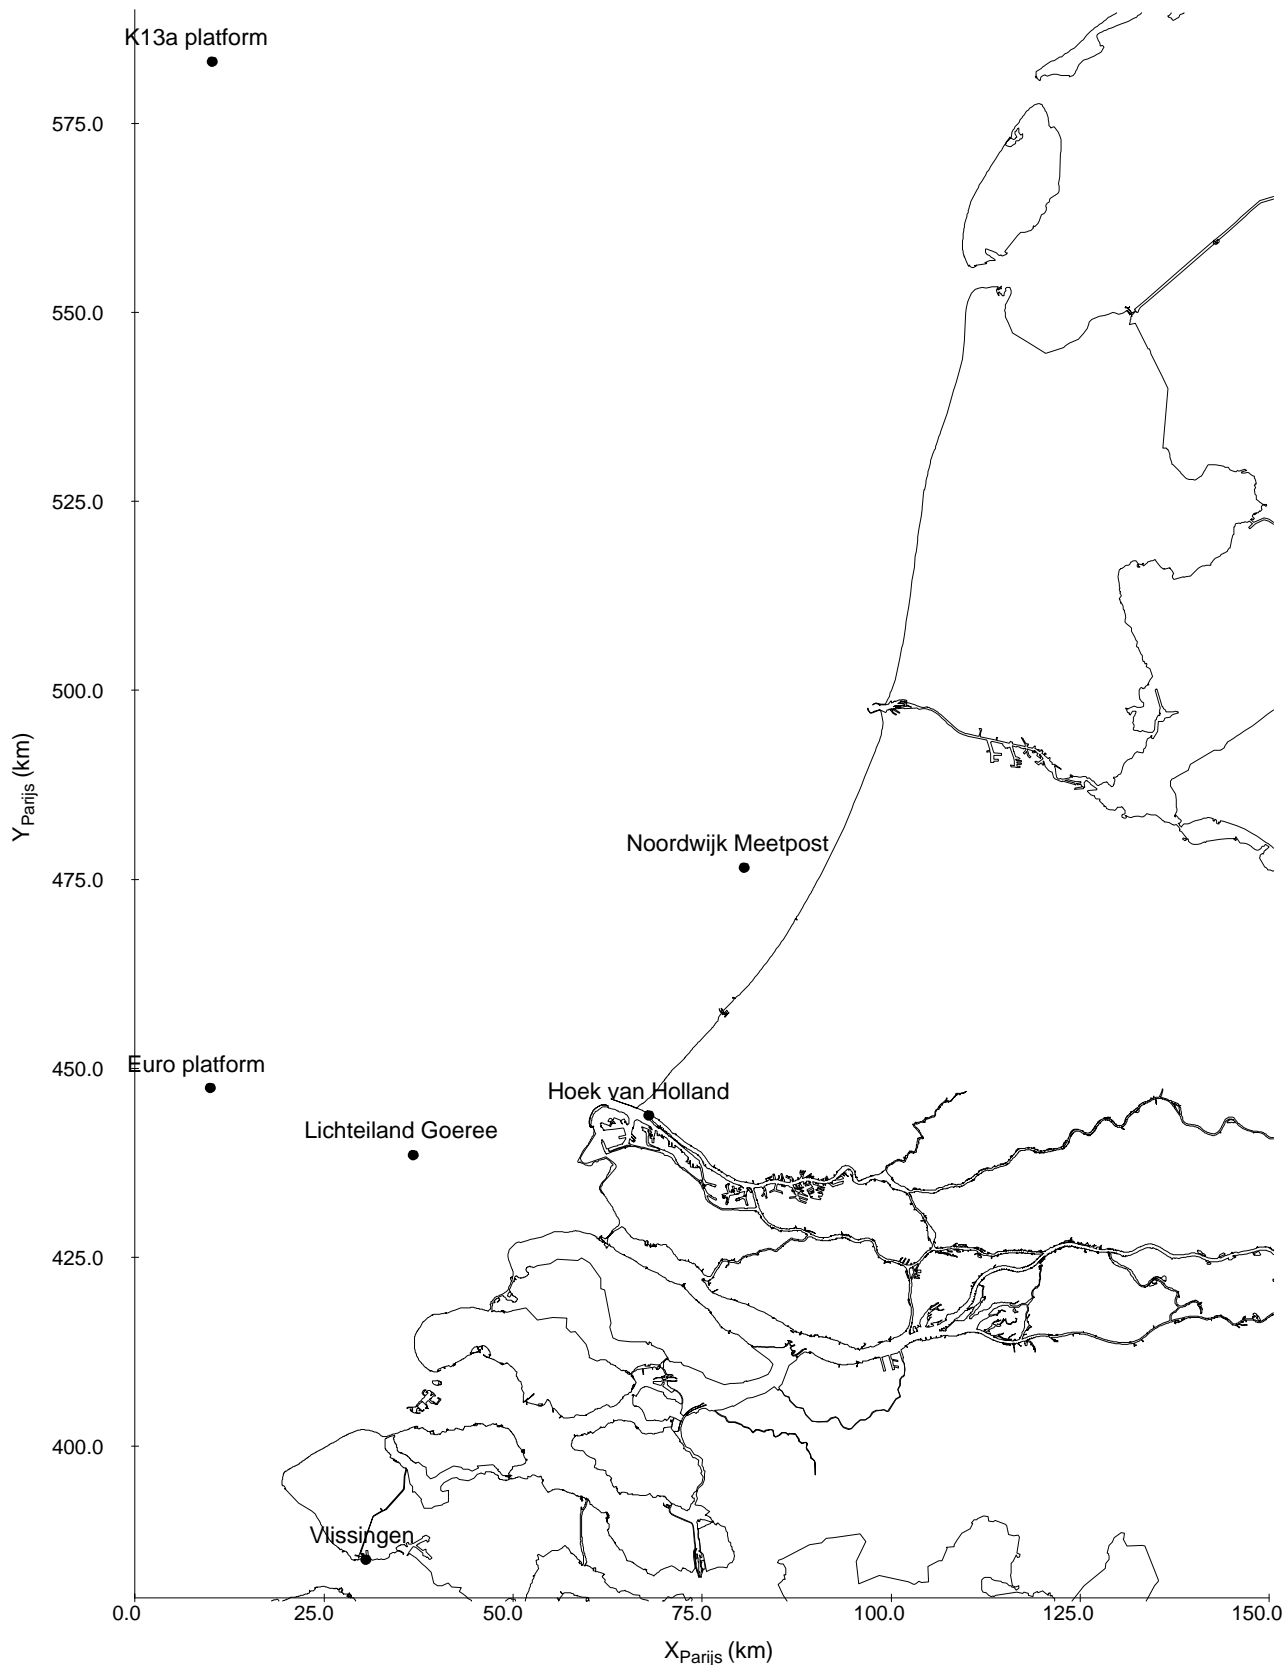 K13a platform
575.0
550.0
525.0
500.0
Y_Parijs (km)
Noordwijk Meetpost
475.0
Euro platform
450.0
Hoek van Holland
Lichteiland Goeree
425.0
400.0
Vlissingen
0.0 25.0 50.0 75.0 100.0 125.0 150.0
X_Parijs (km)